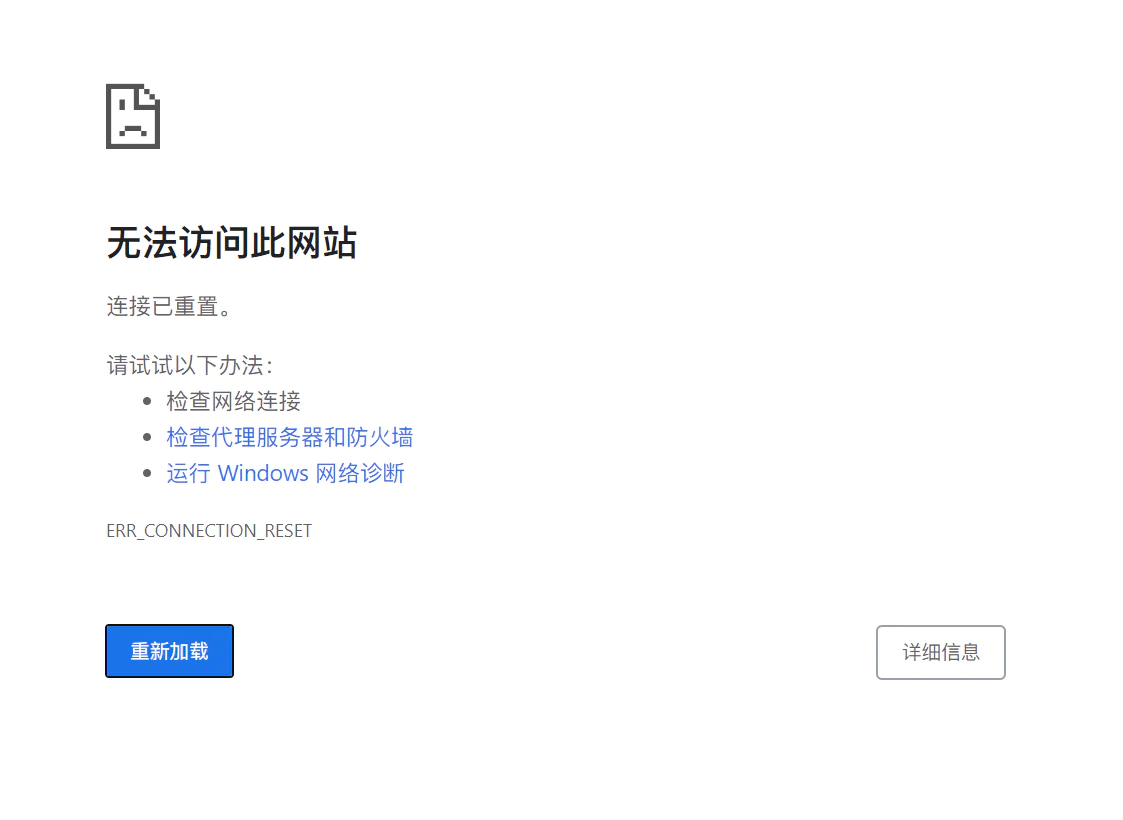 无法访问此网站
连接已重置。
请试试以下办法：
检查网络连接
检查代理服务器和防火墙
运行 Windows 网络诊断
ERR_CONNECTION_RESET
重新加载
详细信息